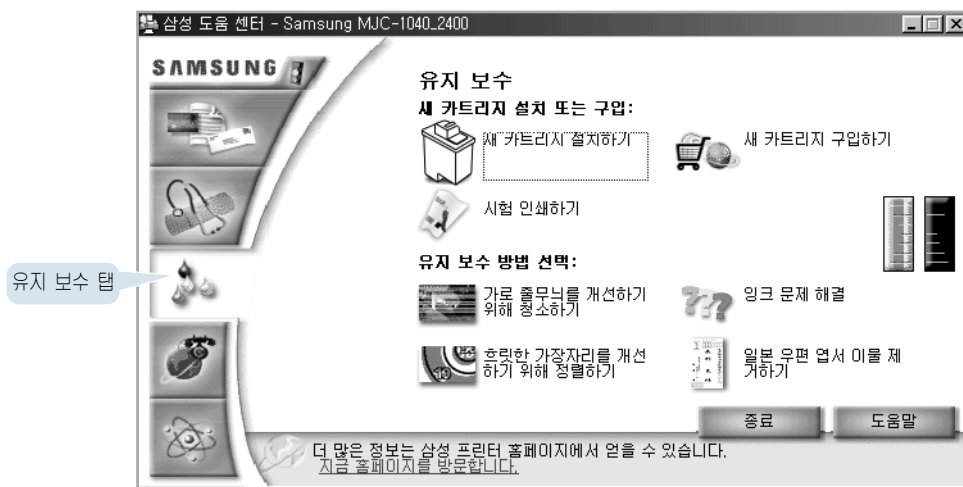 삼성 도움 센터 - Samsung MJC-1040_2400
SAMSUNG
유지 보수
새 카트리지 설치 또는 구입:
새 카트리지 설치하기
새 카트리지 구입하기
시험 인쇄하기
유지 보수 탭
유지 보수 방법 선택:
가로 줄무늬를 개선하기
위해 청소하기
잉크 문제 해결
흐릿한 가장자리를 개선
하기 위해 정렬하기
일본 우편 엽서 이물 제
거하기
종료
도움말
더 많은 정보는 삼성 프린터 홈페이지에서 얻을 수 있습니다.
지금 홈페이지를 방문합니다.